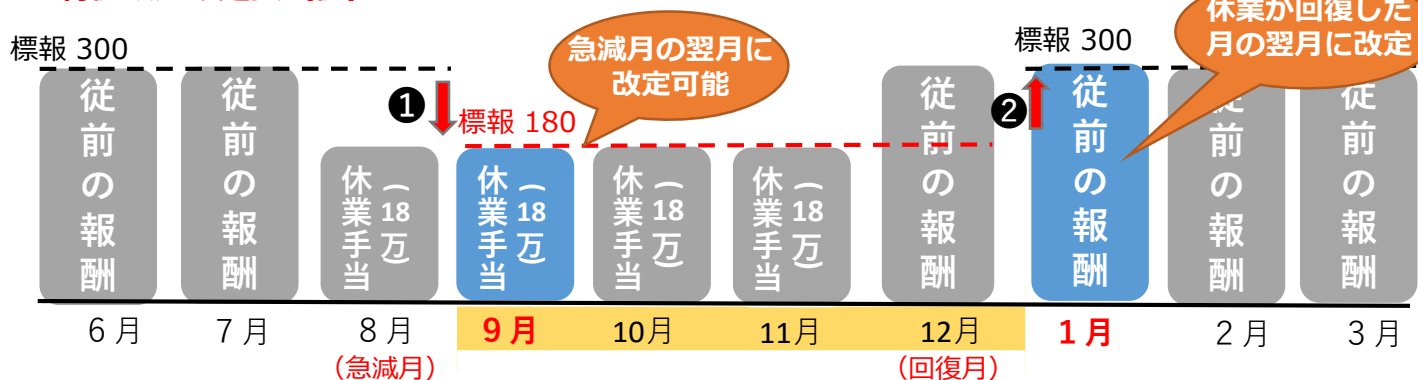 標報 300
従前の報酬
従前の報酬
❶
標報 180
急減月の翌月に
改定可能
休業手当
(18万)
休業手当
(18万)
休業手当
(18万)
休業手当
(18万)
従前の報酬
標報 300
❷
休業が回復した
月の翌月に改定
従前の報酬
従前の報酬
従前の報酬
6月
7月
8月
(急減月)
9月
10月
11月
12月
(回復月)
1月
2月
3月